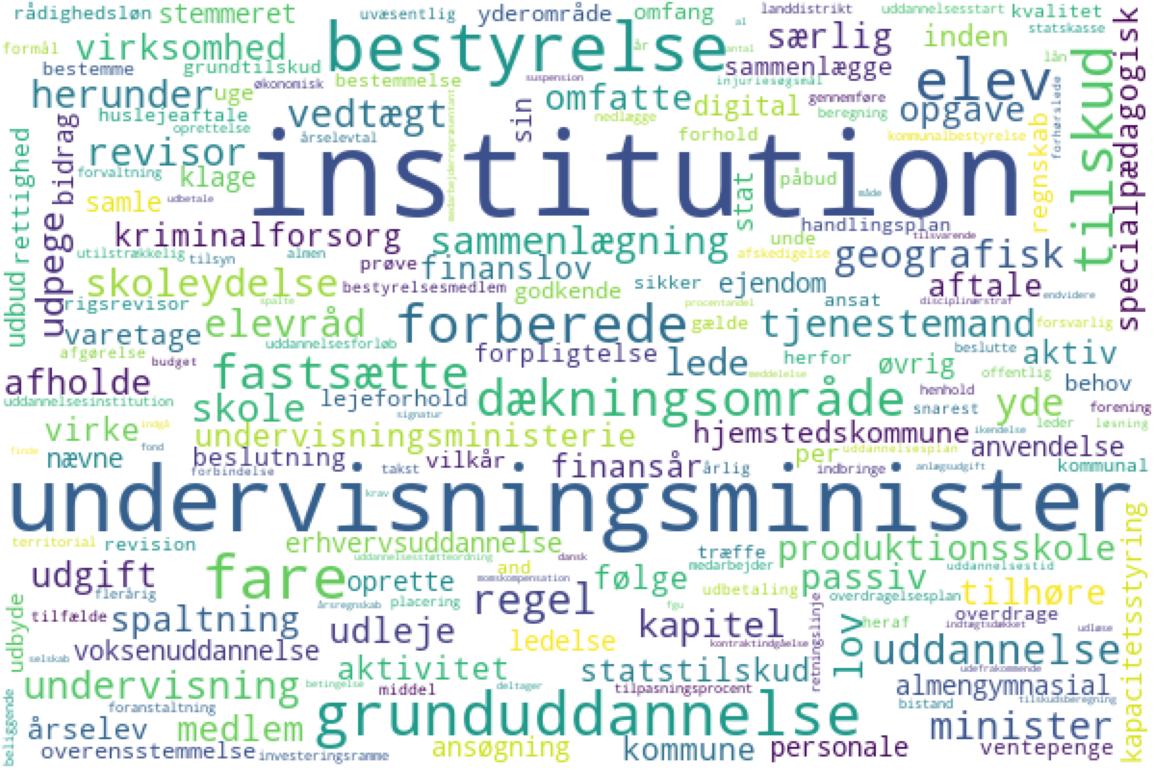 rådighedsløn stemmeret uvæsentlig yderområde omfang al landdistrikt uddannelsesstart kvalitet
formål virksomhed bestyrelse år særlig inden statskasse
bestemme grundtilskud bestemmelse suspension antal sammenlægge elev lån
herunder uge økonomisk vedtægt sin omfatte injuriesøgsmål digital gennemføre opgave
huslejeaftale nedlægge beregning
oprettelse årselevtal forhold kommunalbestyrelse regnskab forhørslede tilskud specialpædagogisk
rettighed bidrag revisor medarbejderrepræsentant institution
forvaltning klage stat påbud måde
samle udbetale handlingsplan
udpege kriminalforsorg sammenlægning unde tilsvarende
udbud utilstrækkelig tilsyn almen prøve finanslov afskedigelse geografisk
skoleydelse bestyrelsesmedlem godkende sikker ejendom aftale
rigsrevisor spalte procentandel ansat disciplinærstraf endvidere
varetage elevråd forberede gælde tjenestemand forsvarlig
afgørelse budget uddannelsesforløb forpligtelse lede herfor øvrig beslutte aktiv
afholde fastsætte meddelelse henhold offentlig behov
uddannelsesinstitution skole lejeforhold dækningsområde snarest yde forening
signatur leder løsning
virke indgå undervisningsministerie hjemstedskommune ikendelse
finde nævne fond beslutning vilkår finansår per uddannelsesplan anvendelse
forbindelse takst årlig indbringe anlægsudgift kommunal
undervisningsminister krav
territorial revision erhvervsuddannelse træffe produktionsskole kapacitetsstyring
flerårig uddannelsesstøtteordning dansk medarbejder uddannelsestid
udgift fare oprette and momskompensation følge udbetaling passiv tilhøre
tilfælde årsregnskab placering regel fgu overdragelsesplan overdrage
udbyde spaltning udleje ledelse kapitel retningslinje lov heraf indtægtsdækket udløse
selskab voksenuddannelse kontraktindgåelse uddannelse
aktivitet statstilskud udefrakommende
undervisning betingelse middel deltager tilpasningsprocent almengymnasial
beliggende foranstaltning grunduddannelse bistand tilskudsberegning
årselev medlem minister
overensstemmelse investeringsramme ansøgning kommune personale ventepenge